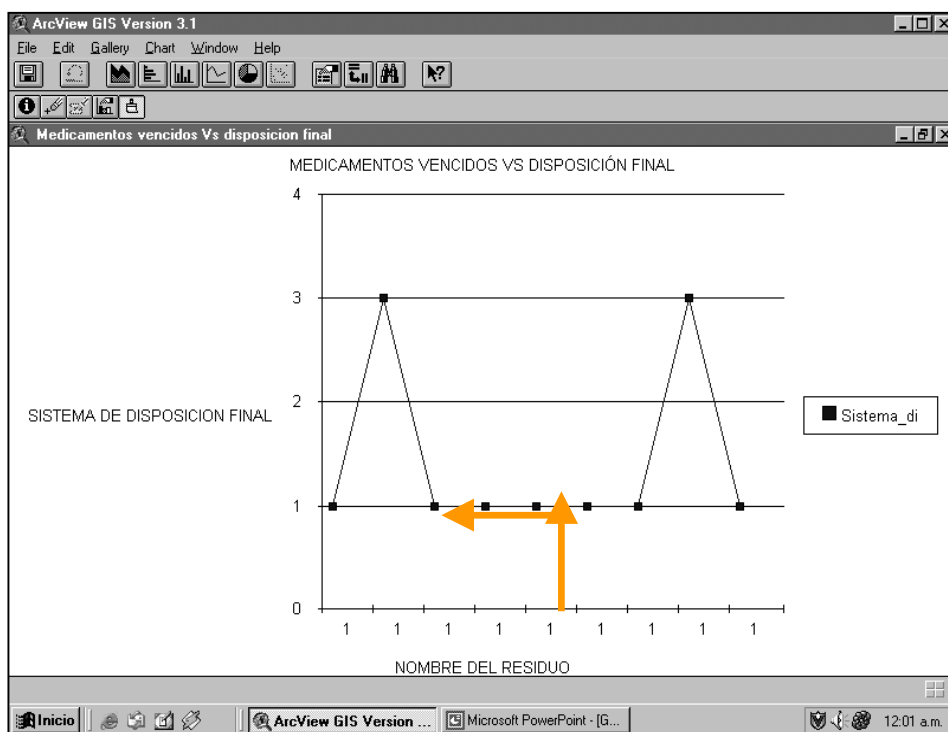 ArcView GIS Version 3.1
File Edit Gallery Chart Window Help
Medicamentos vencidos Vs disposicion final
MEDICAMENTOS VENCIDOS VS DISPOSICIÓN FINAL
4
3
2
1
0
SISTEMA DE DISPOSICION FINAL
Sistema_di
1 1 1 1 1 1 1 1 1
NOMBRE DEL RESIDUO
Inicio ArcView GIS Version ... Microsoft PowerPoint - [G... 12:01 a.m.